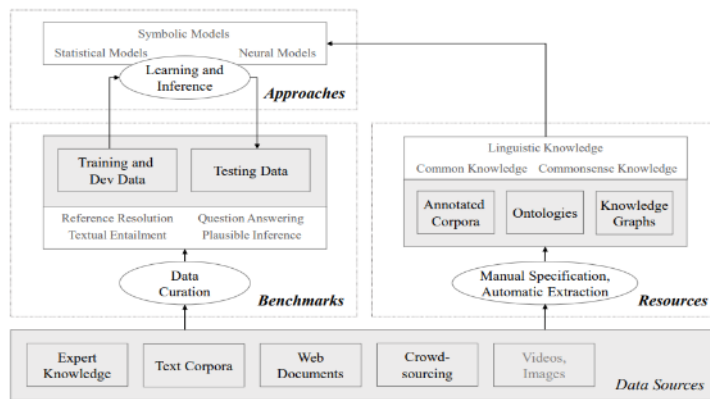 Symbolic Models
Statistical Models Neural Models
Learning and
Inference
Approaches
Training and
Dev Data
Testing Data
Reference Resolution Question Answering
Textual Entailment Plausible Inference
Data
Curation
Benchmarks
Linguistic Knowledge
Common Knowledge Commonsense Knowledge
Annotated
Corpora
Ontologies
Knowledge
Graphs
Manual Specification,
Automatic Extraction
Resources
Expert
Knowledge
Text Corpora
Web
Documents
Crowd-
sourcing
Videos,
Images
Data Sources